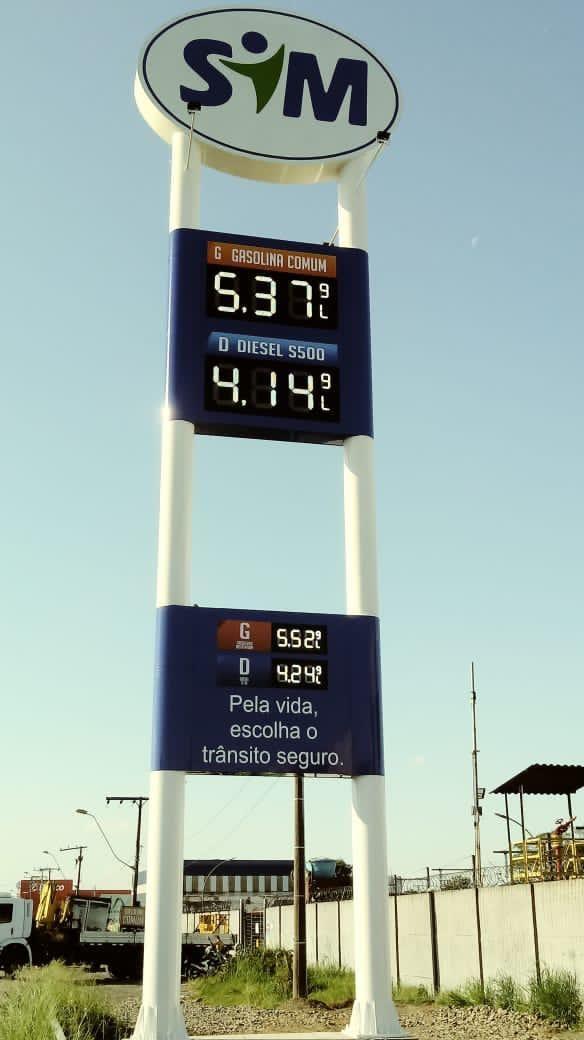 SIM
G GASOLINA COMUM
5.37 9 L
D DIESEL S500
4.14 9 L
G 5.52 9 L
D 4.24 9 L
Pela vida,
escolha o
trânsito seguro.